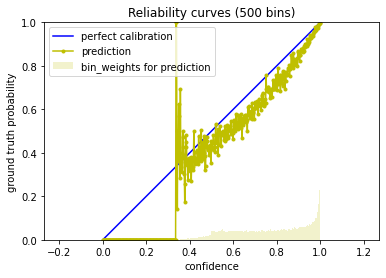 Reliability curves (500 bins)
perfect calibration
prediction
bin_weights for prediction
ground truth probability
1.0
0.8
0.6
0.4
0.2
0.0
−0.2 0.0 0.2 0.4 0.6 0.8 1.0 1.2
confidence